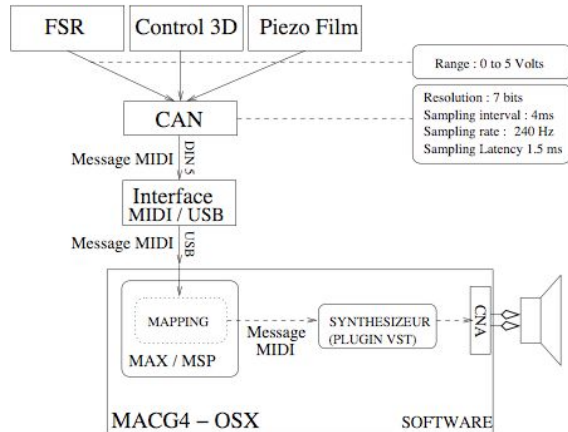 FSR
Control 3D
Piezo Film
Range : 0 to 5 Volts
CAN
Resolution : 7 bits
Sampling interval : 4ms
Sampling rate : 240 Hz
Sampling Latency 1.5 ms
Message MIDI
DIN 5
Interface
MIDI / USB
Message MIDI
USB
MAPPING
MAX / MSP
Message
MIDI
SYNTHESIZEUR
(PLUGIN VST)
CNA
MACG4 – OSX
SOFTWARE